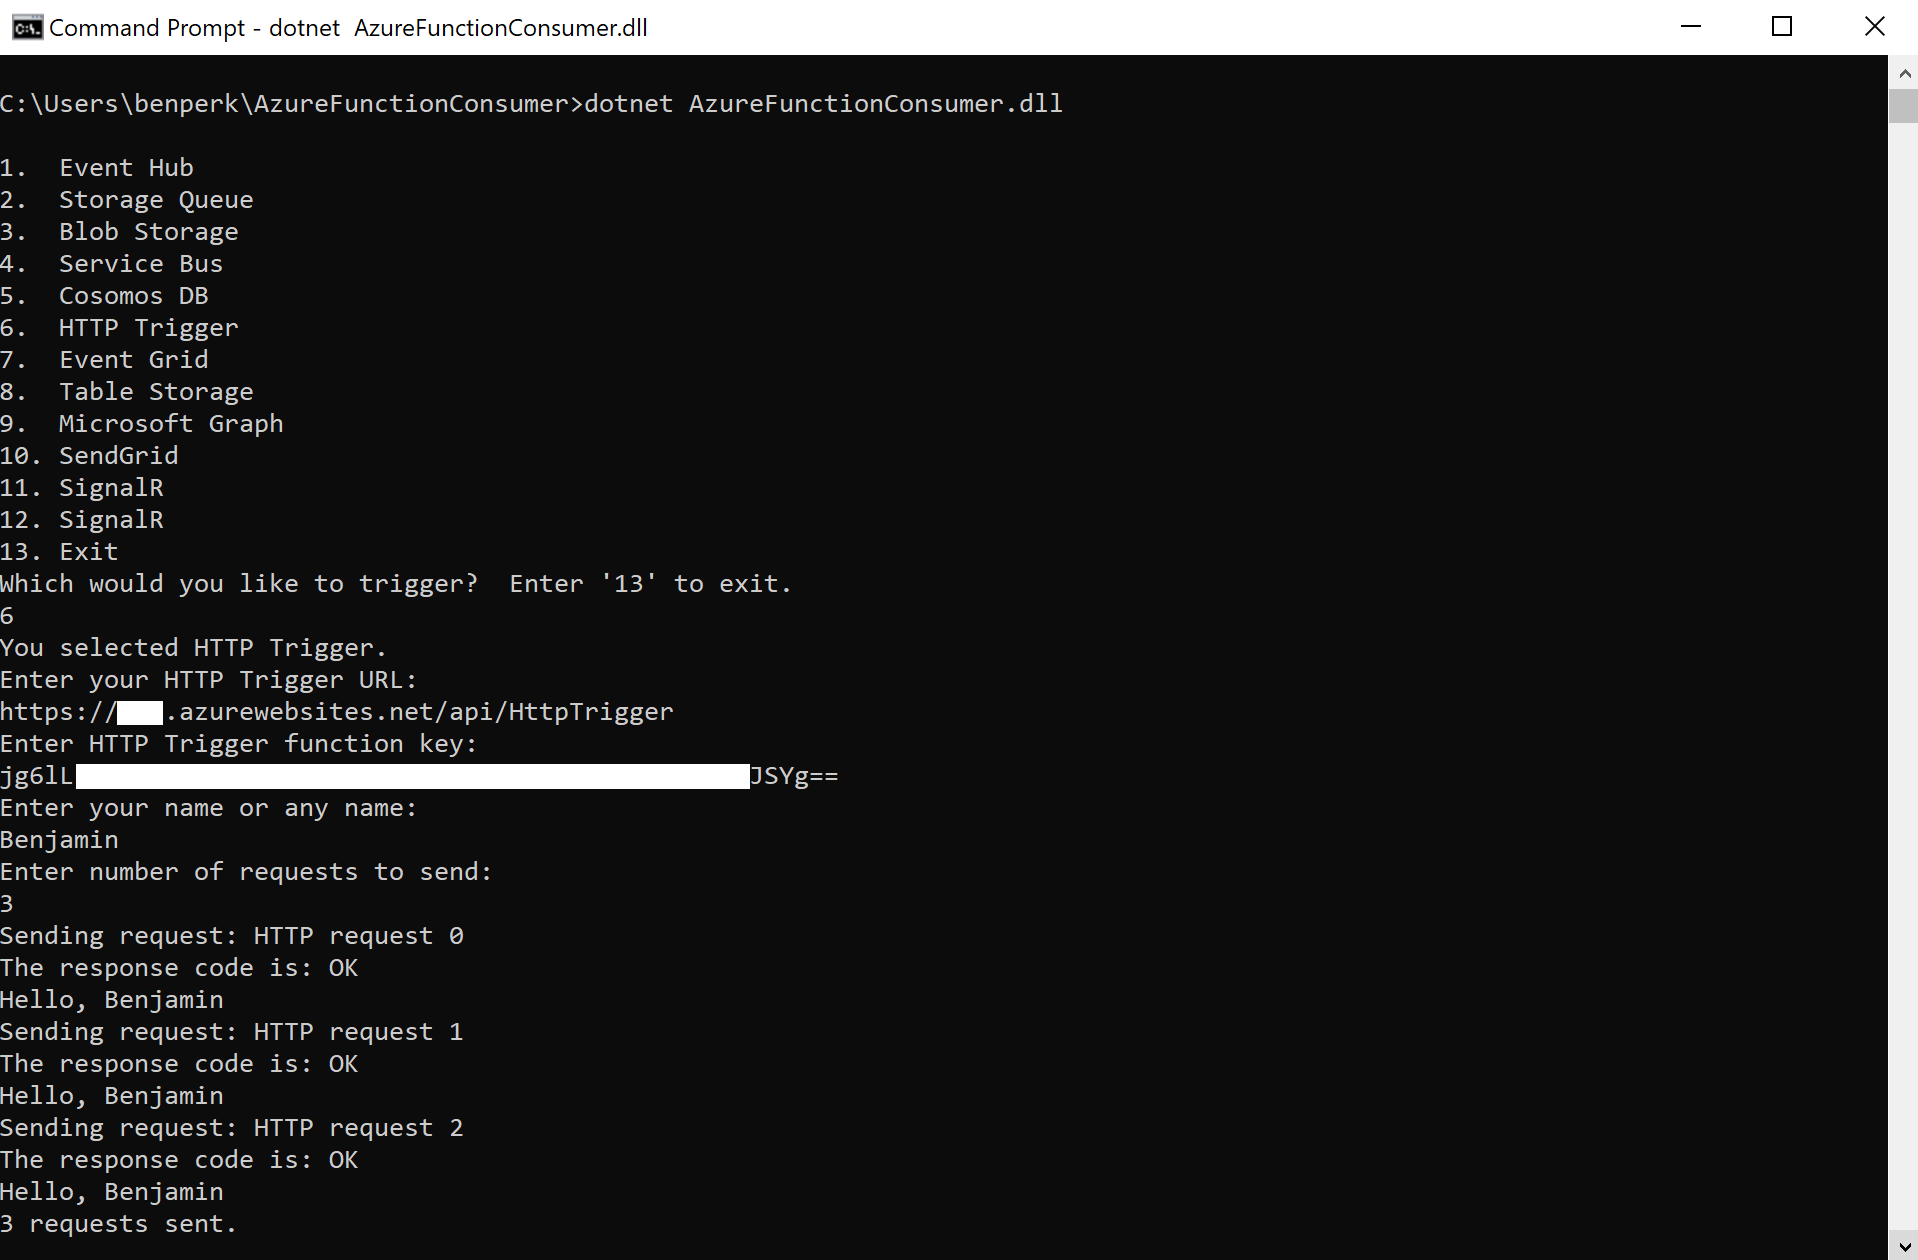 Command Prompt - dotnet  AzureFunctionConsumer.dll
C:\Users\benperk\AzureFunctionConsumer>dotnet AzureFunctionConsumer.dll
1.  Event Hub
2.  Storage Queue
3.  Blob Storage
4.  Service Bus
5.  Cosomos DB
6.  HTTP Trigger
7.  Event Grid
8.  Table Storage
9.  Microsoft Graph
10. SendGrid
11. SignalR
12. SignalR
13. Exit
Which would you like to trigger?  Enter '13' to exit.
6
You selected HTTP Trigger.
Enter your HTTP Trigger URL:
https://.azurewebsites.net/api/HttpTrigger
Enter HTTP Trigger function key:
jg6lL JSYg==
Enter your name or any name:
Benjamin
Enter number of requests to send:
3
Sending request: HTTP request 0
The response code is: OK
Hello, Benjamin
Sending request: HTTP request 1
The response code is: OK
Hello, Benjamin
Sending request: HTTP request 2
The response code is: OK
Hello, Benjamin
3 requests sent.